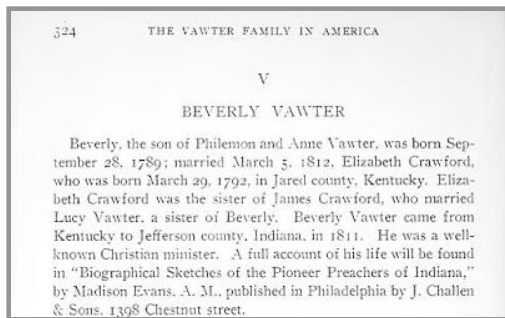 524 THE VAWTER FAMILY IN AMERICA
V
BEVERLY VAWTER
Beverly, the son of Philemon and Anne Vawter, was born Sep-
tember 28, 1789; married March 5, 1812, Elizabeth Crawford,
who was born March 29, 1792, in Jared county, Kentucky. Eliza-
beth Crawford was the sister of James Crawford, who married
Lucy Vawter, a sister of Beverly. Beverly Vawter came from
Kentucky to Jefferson county, Indiana, in 1811. He was a well-
known Christian minister. A full account of his life will be found
in "Biographical Sketches of the Pioneer Preachers of Indiana,"
by Madison Evans, A. M., published in Philadelphia by J. Challen
& Sons, 1398 Chestnut street.